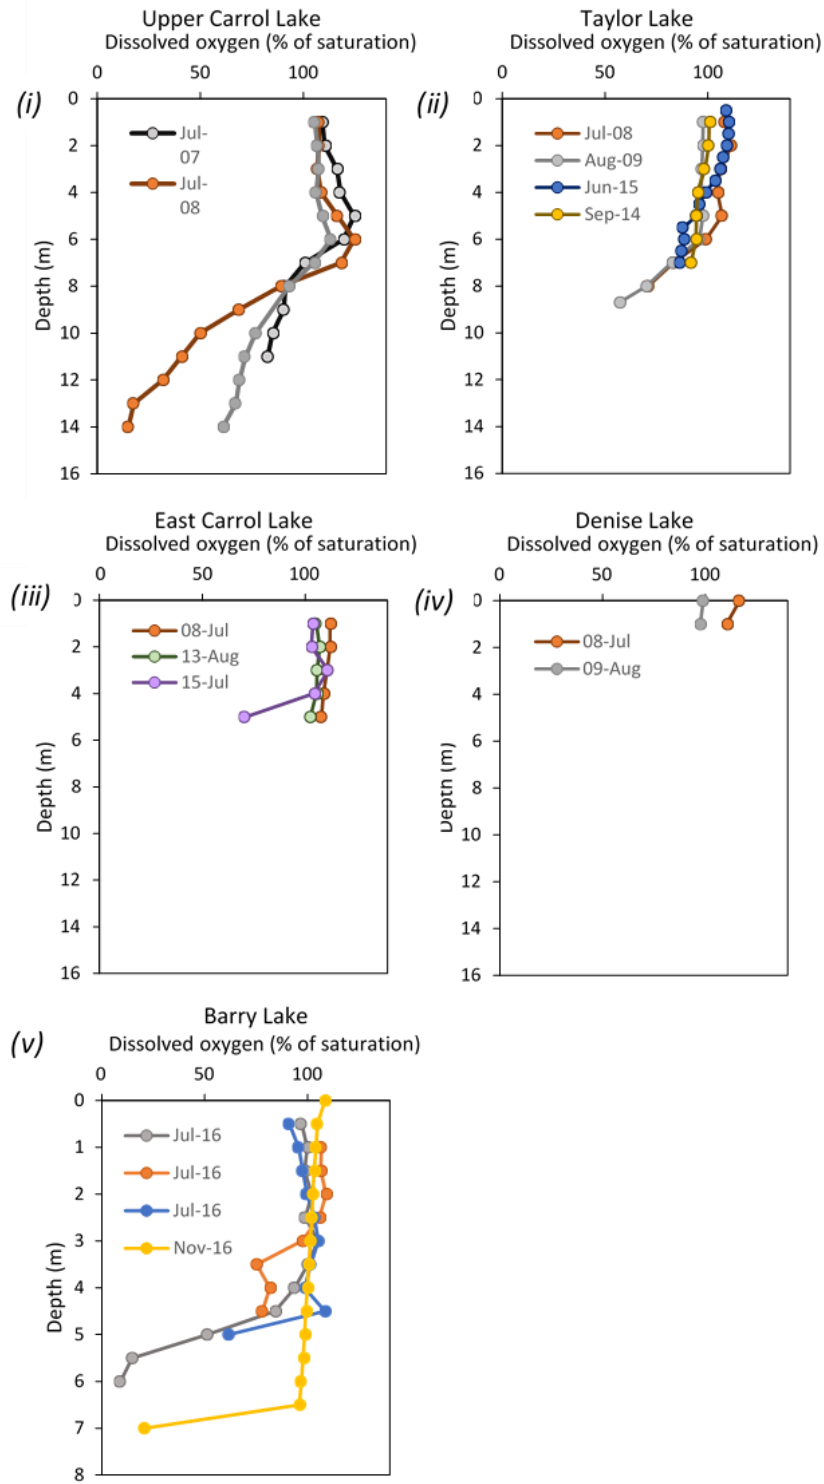 Upper Carrol Lake
Dissolved oxygen (% of saturation)
0 50 100
(i)
0
2
4
6
8
10
12
14
16
Depth (m)
Jul-
07
Jul-
08
Taylor Lake
Dissolved oxygen (% of saturation)
0 50 100
(ii)
0
2
4
6
8
10
12
14
16
Depth (m)
Jul-08
Aug-09
Jun-15
Sep-14
East Carrol Lake
Dissolved oxygen (% of saturation)
0 50 100
(iii)
0
2
4
6
8
10
12
14
16
Depth (m)
08-Jul
13-Aug
15-Jul
Denise Lake
Dissolved oxygen (% of saturation)
0 50 100
(iv)
0
2
4
6
8
10
12
14
16
Depth (m)
08-Jul
09-Aug
Barry Lake
Dissolved oxygen (% of saturation)
0 50 100
(v)
0
1
2
3
4
5
6
7
8
Depth (m)
Jul-16
Jul-16
Jul-16
Nov-16